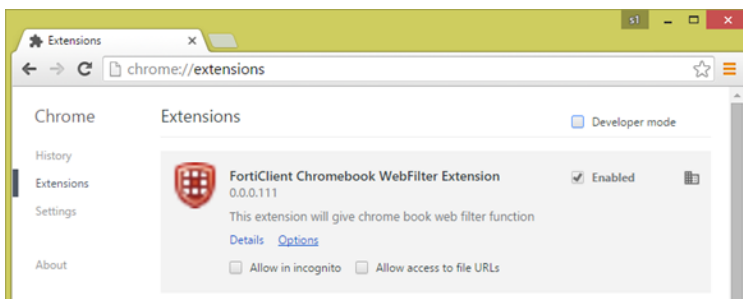 s1
Extensions
chrome://extensions
Chrome
Extensions
Developer mode
History
Extensions
Settings
About
FortiClient Chromebook WebFilter Extension
Enabled
0.0.0.111
This extension will give chrome book web filter function
Details Options
Allow in incognito Allow access to file URLs